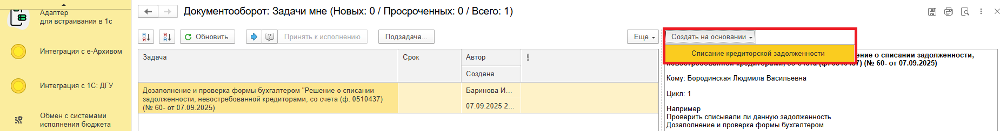 Адаптер
для встраивания в 1с
Интеграция с е-Архивом
Интеграция с 1С: ДГУ
Обмен с системами
исполнения бюджета
Документооборот: Задачи мне (Новых: 0 / Просроченных: 0 / Всего: 1)
А
Я
Я
А
Обновить
?
Принять к исполнению
Подзадача...
Еще
Задача
Срок
Автор
Создана
Дозаполнение и проверка формы бухгалтером "Решение о списании
задолженности, невостребованной кредиторами, со счета (ф. 0510437)
(№ 60- от 07.09.2025)
Баринова И...
07.09.2025 2...
Создать на основании
Списание кредиторской задолженности
о списании задолженности,
(№ 60- от 07.09.2025)
Кому: Бородинская Людмила Васильевна
Цикл: 1
Например
Проверить списывали ли данную задолженность
Дозаполнение и проверка формы бухгалтером